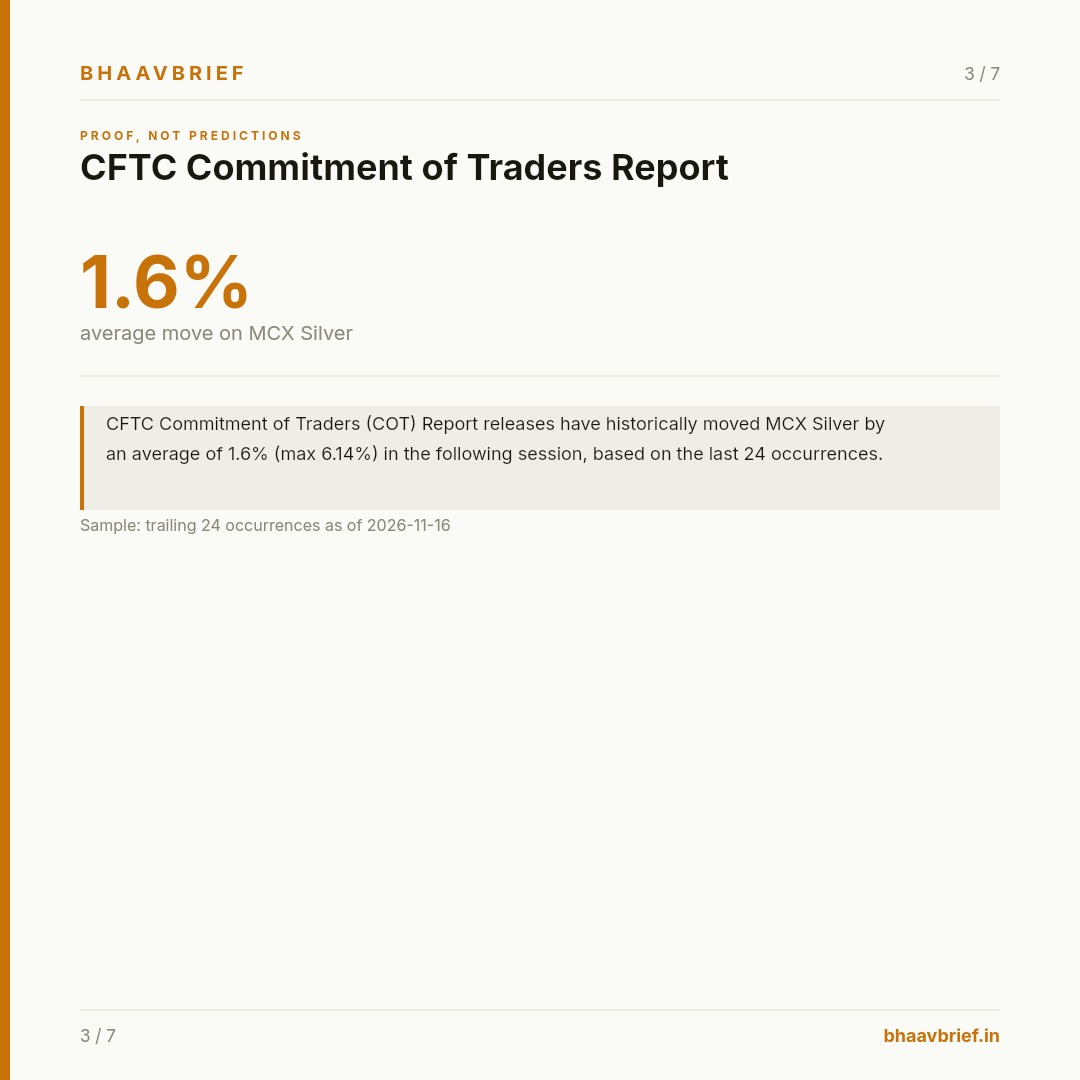 BHAAVBRIEF
3 / 7
PROOF, NOT PREDICTIONS
CFTC Commitment of Traders Report
1.6%
average move on MCX Silver
CFTC Commitment of Traders (COT) Report releases have historically moved MCX Silver by
an average of 1.6% (max 6.14%) in the following session, based on the last 24 occurrences.
Sample: trailing 24 occurrences as of 2026-11-16
3 / 7
bhaavbrief.in